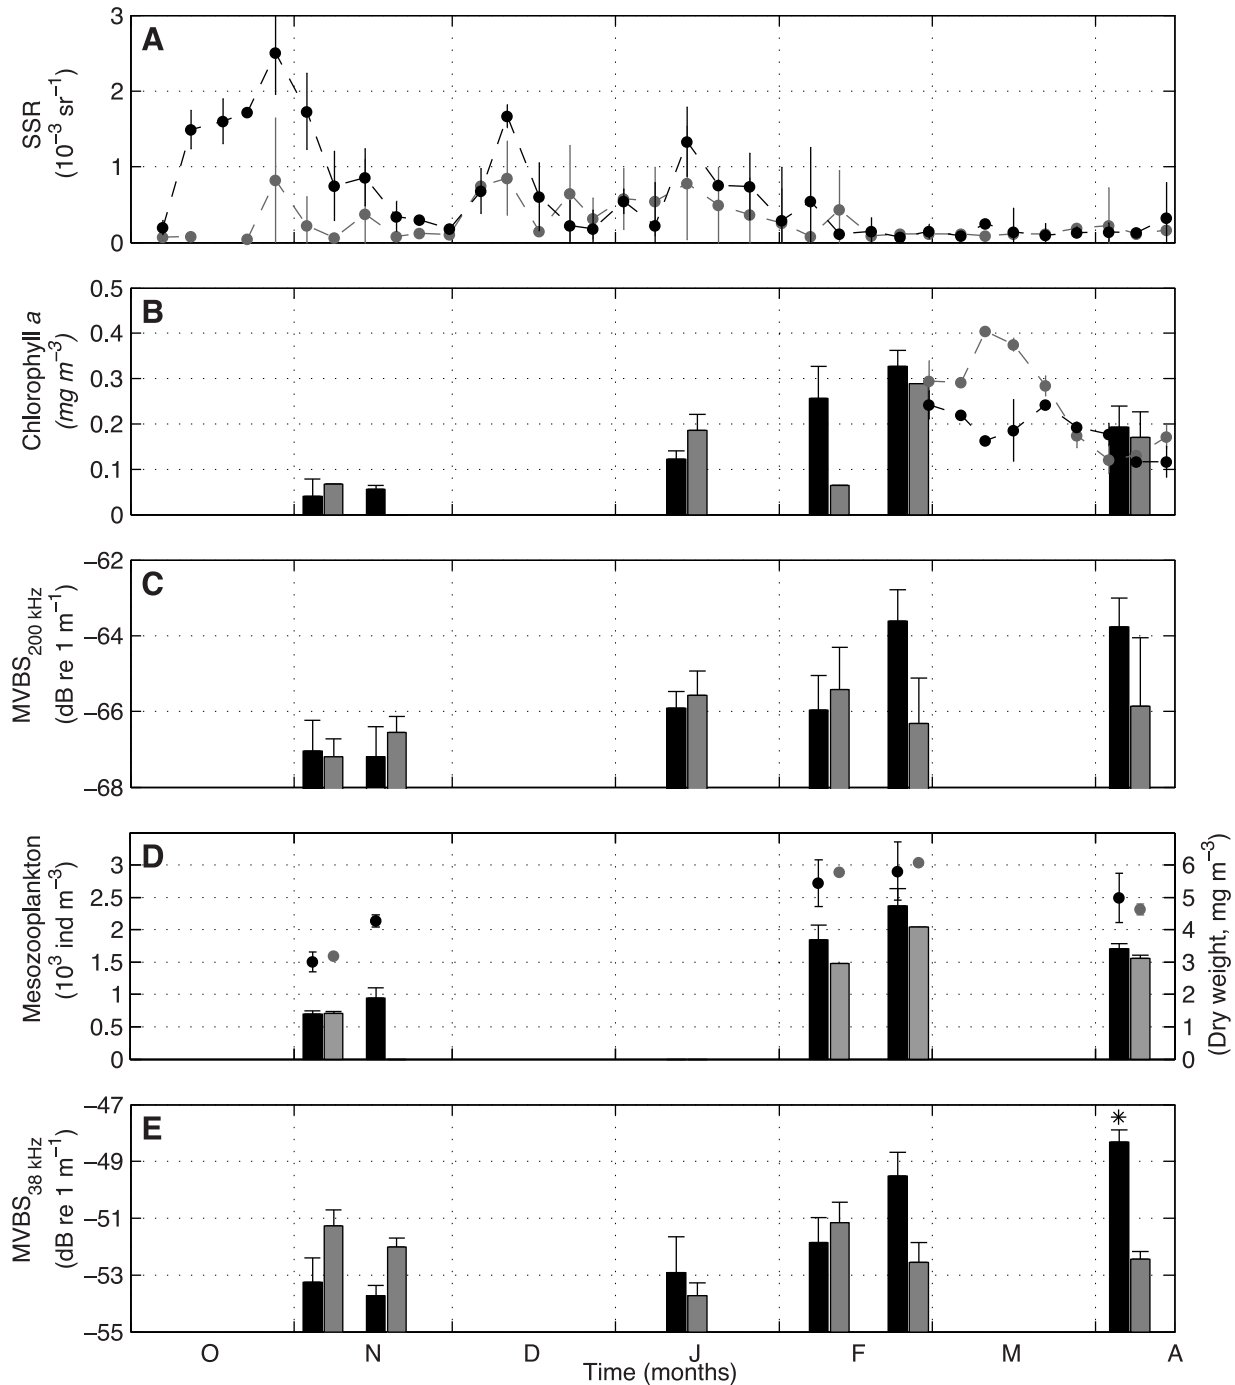 A
SSR
(10⁻³ sr⁻¹)
3
2
1
0
B
Chlorophyll a
(mg m⁻³)
0.5
0.4
0.3
0.2
0.1
0
C
MVBS200 kHz
(dB re 1 m⁻¹)
−62
−64
−66
−68
D
Mesozooplankton
(10³ ind m⁻³)
3
2.5
2
1.5
1
0.5
0
6
5
4
3
2
1
0
(Dry weight, mg m⁻³)
E
MVBS38 kHz
(dB re 1 m⁻¹)
−47
−49
−51
−53
−55
*
O N D J F M A
Time (months)